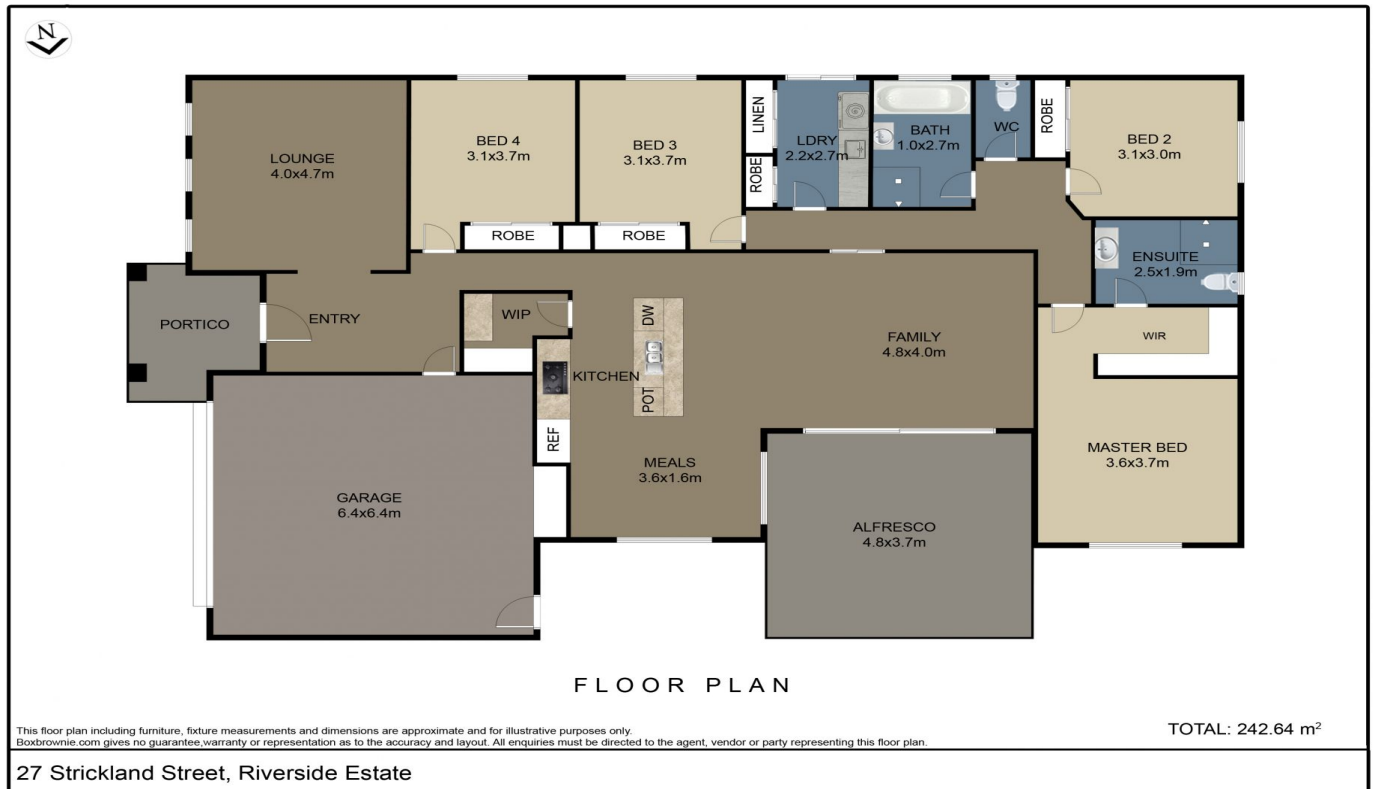 N
LOUNGE
4.0x4.7m
BED 4
3.1x3.7m
ROBE
BED 3
3.1x3.7m
ROBE
LINEN
ROBE
LDRY
2.2x2.7m
BATH
1.0x2.7m
WC
ROBE
BED 2
3.1x3.0m
ENSUITE
2.5x1.9m
PORTICO
ENTRY
WIP
KITCHEN
DW
POT
REF
FAMILY
4.8x4.0m
WIR
MASTER BED
3.6x3.7m
MEALS
3.6x1.6m
GARAGE
6.4x6.4m
ALFRESCO
4.8x3.7m
FLOOR PLAN
This floor plan including furniture, fixture measurements and dimensions are approximate and for illustrative purposes only.
Boxbrownie.com gives no guarantee,warranty or representation as to the accuracy and layout. All enquiries must be directed to the agent, vendor or party representing this floor plan.
TOTAL: 242.64 m²
27 Strickland Street, Riverside Estate